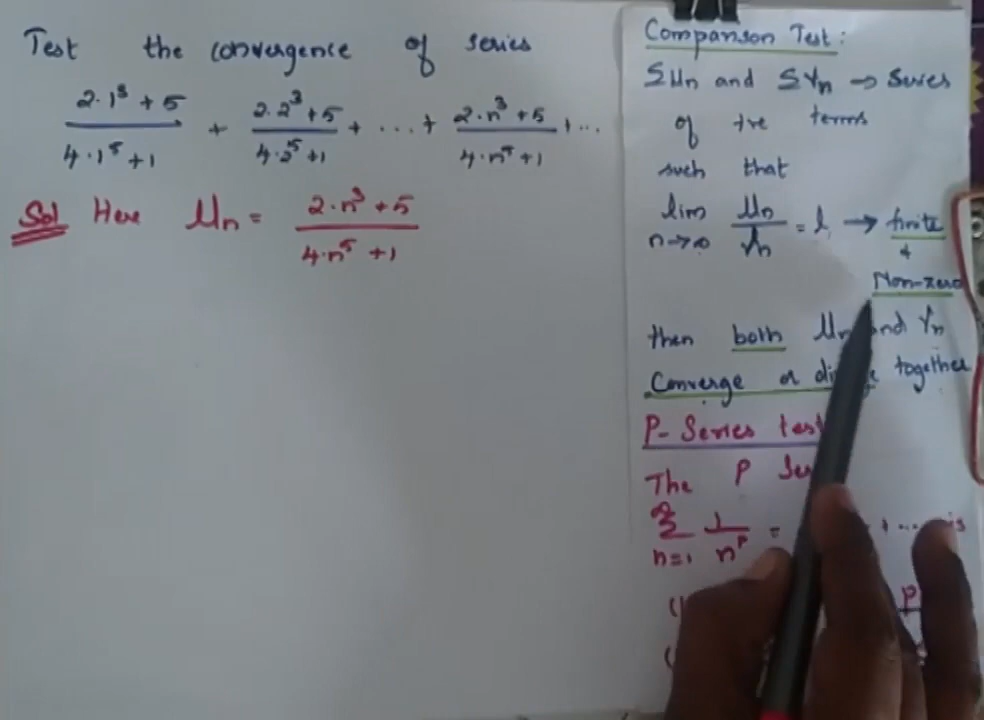 Test the convergence of series
2·1³ + 5 / 4·1⁵ + 1 + 2·2³ + 5 / 4·2⁵ + 1 + ... + 2·n³ + 5 / 4·n⁵ + 1 + ...
Sol Here Un = 2·n³ + 5 / 4·n⁵ + 1
Comparison Test:
ΣUn and ΣVn → Series
of +ve terms
such that
lim n→∞ Un / Vn = l → finite
&
Non-zero
then both Un and Vn
Converge or together
P-Series test
The P
∞ Σ n=1 1 / nᵖ = + ... is
P